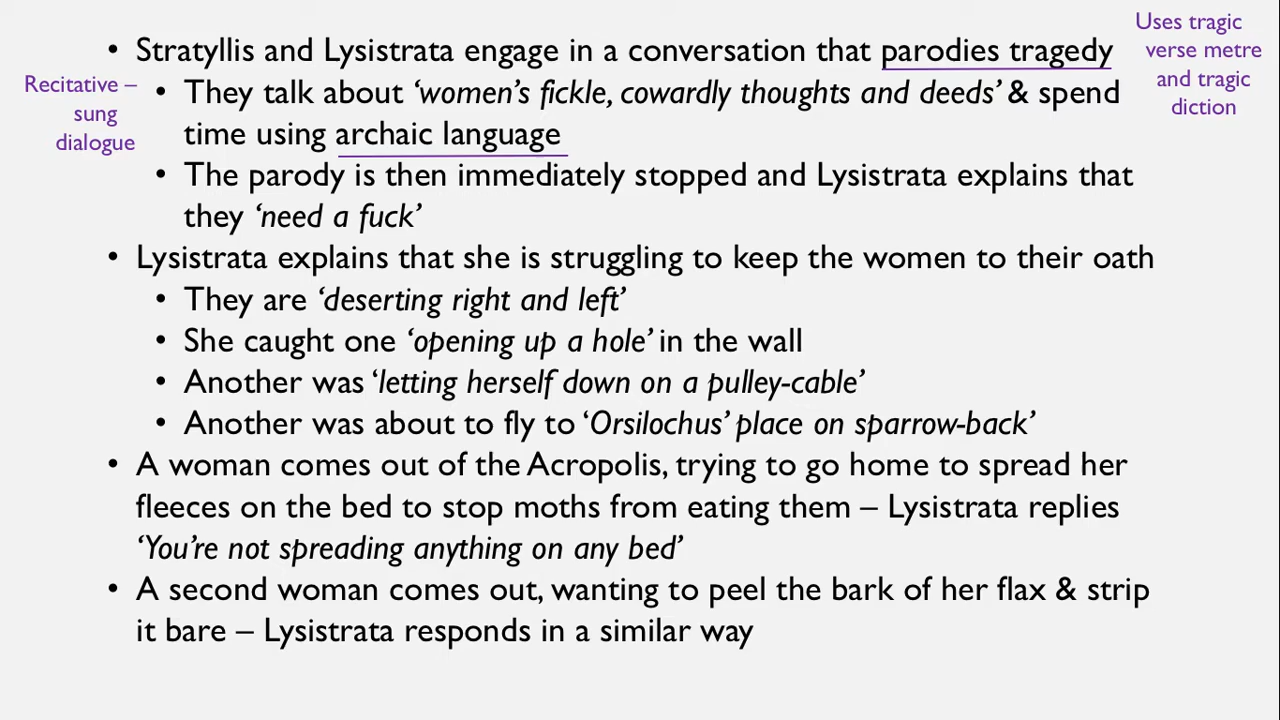 Uses tragic
verse metre
and tragic
diction
• Stratyllis and Lysistrata engage in a conversation that parodies tragedy
Recitative –
sung
dialogue
• They talk about ‘women’s fickle, cowardly thoughts and deeds’ & spend
time using archaic language
• The parody is then immediately stopped and Lysistrata explains that
they ‘need a fuck’
• Lysistrata explains that she is struggling to keep the women to their oath
• They are ‘deserting right and left’
• She caught one ‘opening up a hole’ in the wall
• Another was ‘letting herself down on a pulley-cable’
• Another was about to fly to ‘Orsilochus’ place on sparrow-back’
• A woman comes out of the Acropolis, trying to go home to spread her
fleeces on the bed to stop moths from eating them – Lysistrata replies
‘You’re not spreading anything on any bed’
• A second woman comes out, wanting to peel the bark of her flax & strip
it bare – Lysistrata responds in a similar way